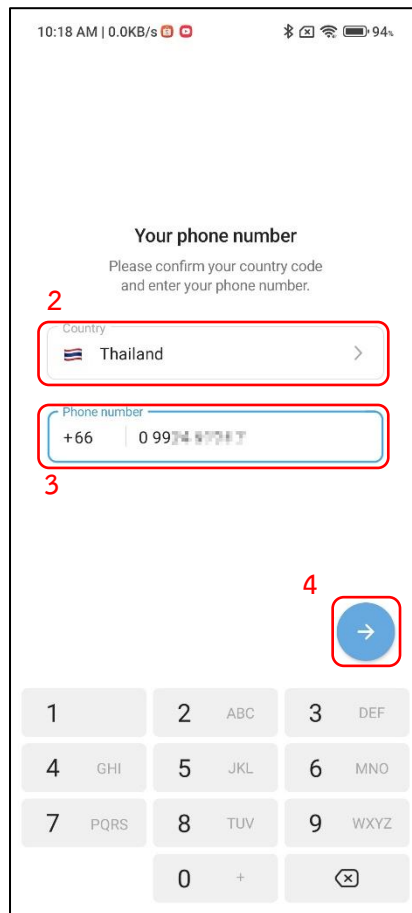 10:18 AM | 0.0KB/s 94%
Your phone number
Please confirm your country code
and enter your phone number.
2
Country
Thailand
Phone number
+66 0 99
3
4
1
2 ABC
3 DEF
4 GHI
5 JKL
6 MNO
7 PQRS
8 TUV
9 WXYZ
0 +